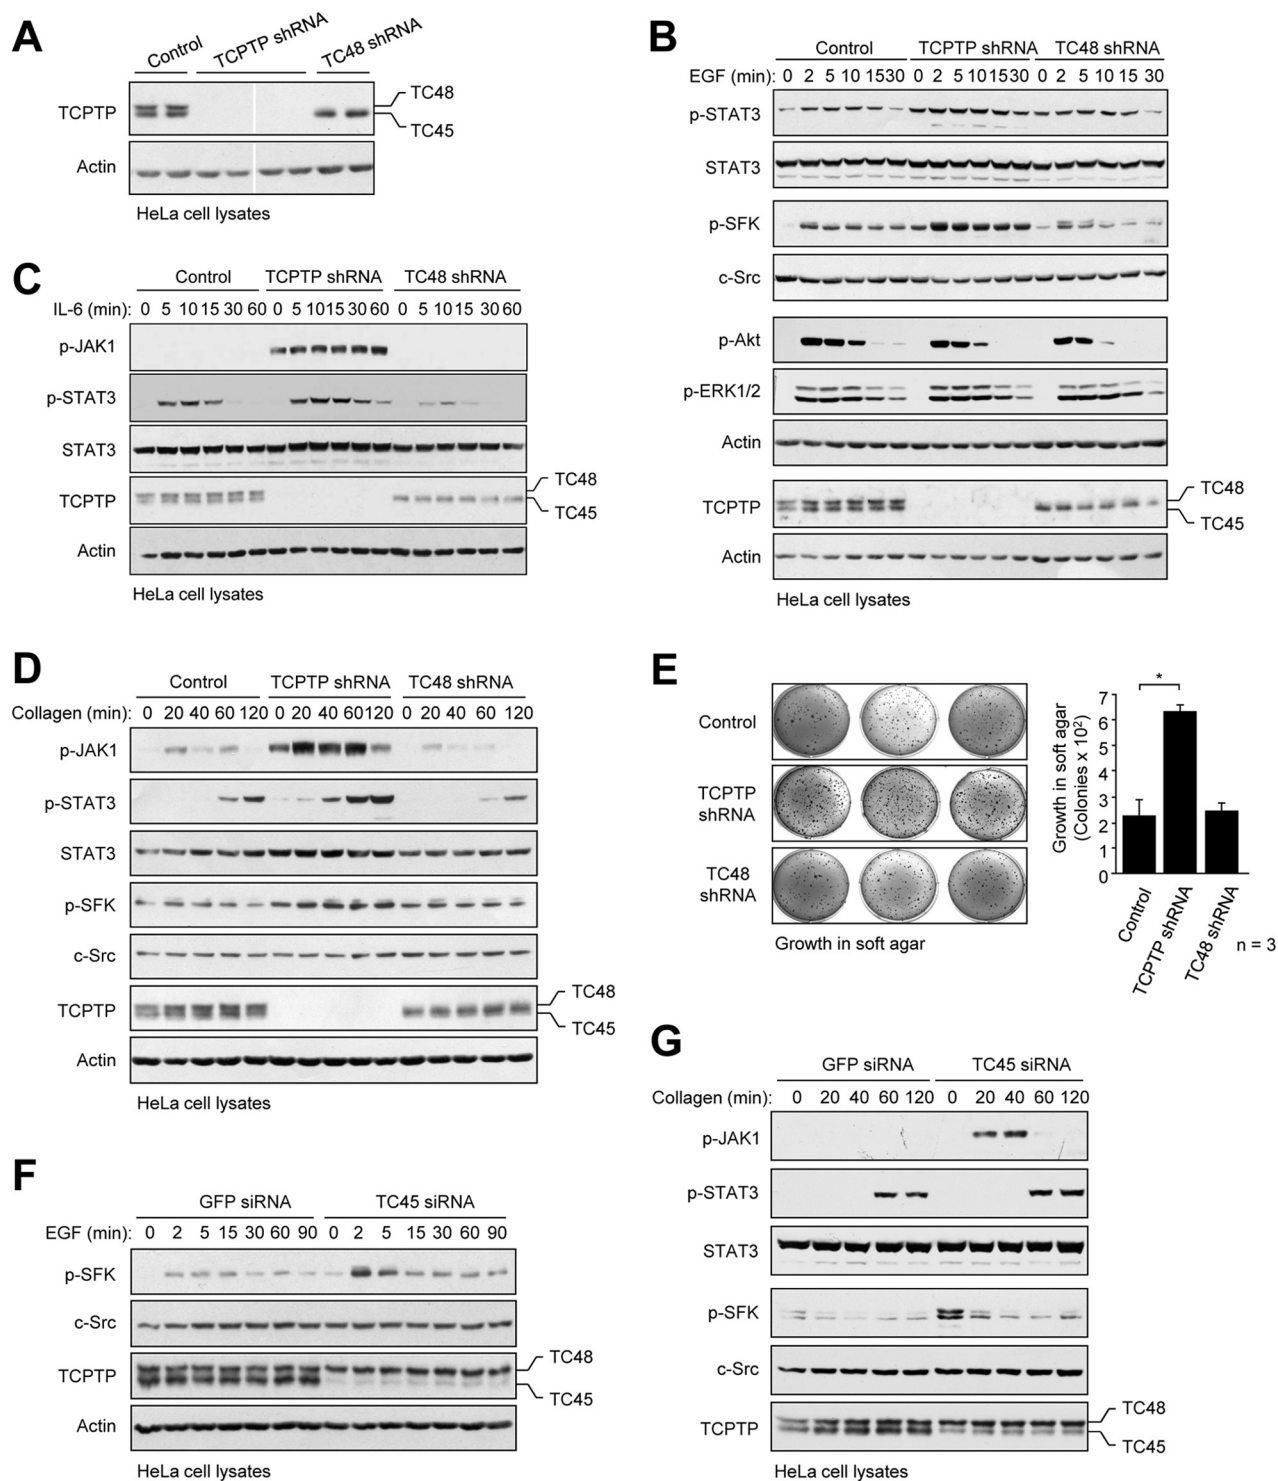 A
Control
TCPTP shRNA
TC48 shRNA
TCPTP
TC48
TC45
Actin
HeLa cell lysates
B
Control TCPTP shRNA TC48 shRNA
EGF (min): 0 2 5 10 15 30 0 2 5 10 15 30 0 2 5 10 15 30
p-STAT3
STAT3
p-SFK
c-Src
p-Akt
p-ERK1/2
Actin
TCPTP
TC48
TC45
Actin
HeLa cell lysates
C
Control TCPTP shRNA TC48 shRNA
IL-6 (min): 0 5 10 15 30 60 0 5 10 15 30 60 0 5 10 15 30 60
p-JAK1
p-STAT3
STAT3
TCPTP
TC48
TC45
Actin
HeLa cell lysates
D
Control TCPTP shRNA TC48 shRNA
Collagen (min): 0 20 40 60 120 0 20 40 60 120 0 20 40 60 120
p-JAK1
p-STAT3
STAT3
p-SFK
c-Src
TCPTP
TC48
TC45
Actin
HeLa cell lysates
E
Control
TCPTP
shRNA
TC48
shRNA
Growth in soft agar
Growth in soft agar
(Colonies x 10²)
7
6
5
4
3
2
1
0
*
Control
TCPTP shRNA
TC48 shRNA
n = 3
F
GFP siRNA TC45 siRNA
EGF (min): 0 2 5 15 30 60 90 0 2 5 15 30 60 90
p-SFK
c-Src
TCPTP
TC48
TC45
Actin
HeLa cell lysates
G
GFP siRNA TC45 siRNA
Collagen (min): 0 20 40 60 120 0 20 40 60 120
p-JAK1
p-STAT3
STAT3
p-SFK
c-Src
TCPTP
TC48
TC45
HeLa cell lysates